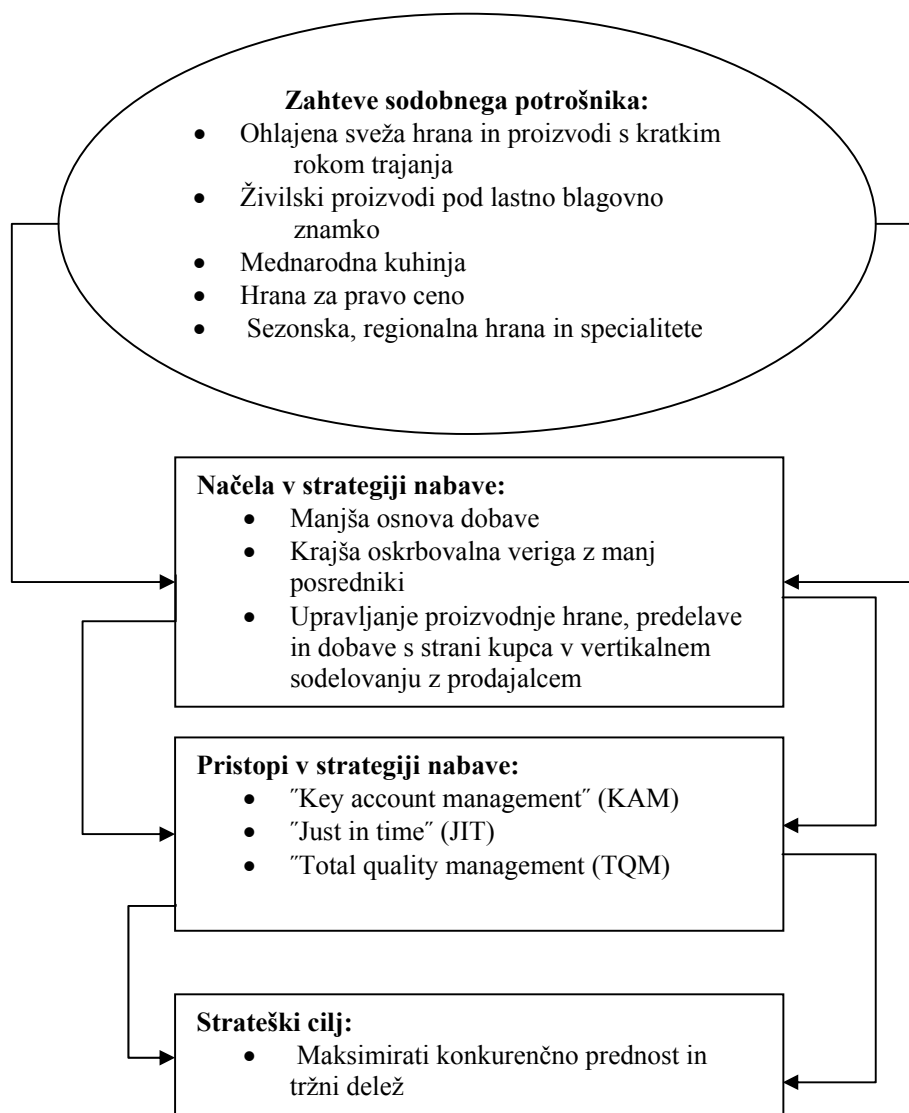 Zahteve sodobnega potrošnika:
• Ohlajena sveža hrana in proizvodi s kratkim
rokom trajanja
• Živilski proizvodi pod lastno blagovno
znamko
• Mednarodna kuhinja
• Hrana za pravo ceno
• Sezonska, regionalna hrana in specialitete
Načela v strategiji nabave:
• Manjša osnova dobave
• Krajša oskrbovalna veriga z manj
posredniki
• Upravljanje proizvodnje hrane, predelave
in dobave s strani kupca v vertikalnem
sodelovanju z prodajalcem
Pristopi v strategiji nabave:
• ˝Key account management˝ (KAM)
• ˝Just in time˝ (JIT)
• ˝Total quality management (TQM)
Strateški cilj:
• Maksimirati konkurenčno prednost in
tržni delež